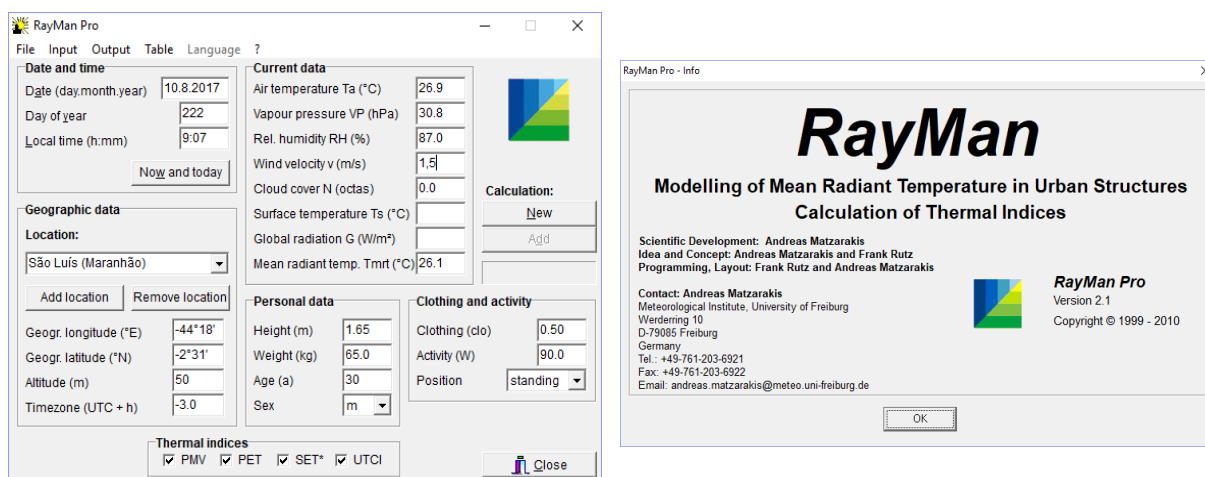 RayMan Pro
File Input Output Table Language ?
Date and time
Date (day.month.year) 10.8.2017
Day of year 222
Local time (h:mm) 9:07
Now and today
Geographic data
Location:
São Luís (Maranhão)
Add location Remove location
Geogr. longitude (°E) -44°18'
Geogr. latitude (°N) -2°31'
Altitude (m) 50
Timezone (UTC + h) -3.0
Current data
Air temperature Ta (°C) 26.9
Vapour pressure VP (hPa) 30.8
Rel. humidity RH (%) 87.0
Wind velocity v (m/s) 1,5
Cloud cover N (octas) 0.0
Surface temperature Ts (°C)
Global radiation G (W/m²)
Mean radiant temp. Tmrt (°C) 26.1
Calculation:
New
Add
Personal data
Height (m) 1.65
Weight (kg) 65.0
Age (a) 30
Sex m
Clothing and activity
Clothing (clo) 0.50
Activity (W) 90.0
Position standing
Thermal indices
PMV PET SET* UTCI
Close
RayMan Pro - Info
RayMan
Modelling of Mean Radiant Temperature in Urban Structures
Calculation of Thermal Indices
Scientific Development: Andreas Matzarakis
Idea and Concept: Andreas Matzarakis and Frank Rutz
Programming, Layout: Frank Rutz and Andreas Matzarakis
Contact: Andreas Matzarakis
Meteorological Institute, University of Freiburg
Werderring 10
D-79085 Freiburg
Germany
Tel.: +49-761-203-6921
Fax: +49-761-203-6922
Email: andreas.matzarakis@meteo.uni-freiburg.de
RayMan Pro
Version 2.1
Copyright © 1999 - 2010
OK